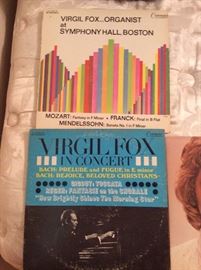 VIRGIL FOX...ORGANIST
at
SYMPHONY HALL, BOSTON
MOZART: Fantasy in F Minor • FRANCK: Final in B Flat
MENDELSSOHN: Sonata No. 1 in F Minor
VIRGIL FOX
IN CONCERT
BACH: PRELUDE and FUGUE in E minor
BACH: REJOICE, BELOVED CHRISTIANS
GIGOUT: TOCCATA
REGER: FANTASIE on the CHORALE
"How Brightly Shines The Morning Star"